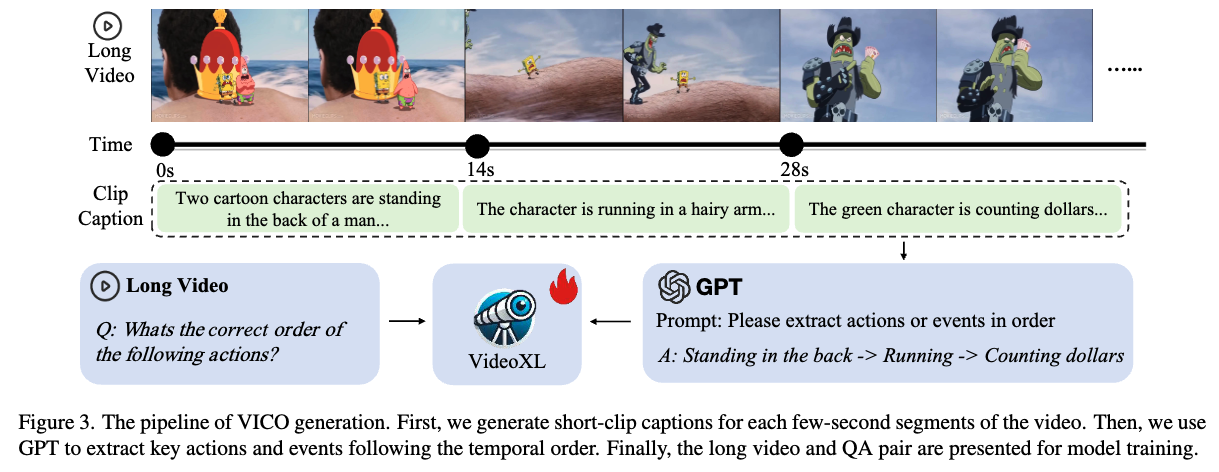 Long
Video
......
Time
0s
14s
28s
Clip
Caption
Two cartoon characters are standing
in the back of a man...
The character is running in a hairy arm...
The green character is counting dollars...
Long Video
Q: Whats the correct order of
the following actions?
VideoXL
GPT
Prompt: Please extract actions or events in order
A: Standing in the back -> Running -> Counting dollars
Figure 3. The pipeline of VICO generation. First, we generate short-clip captions for each few-second segments of the video. Then, we use
GPT to extract key actions and events following the temporal order. Finally, the long video and QA pair are presented for model training.